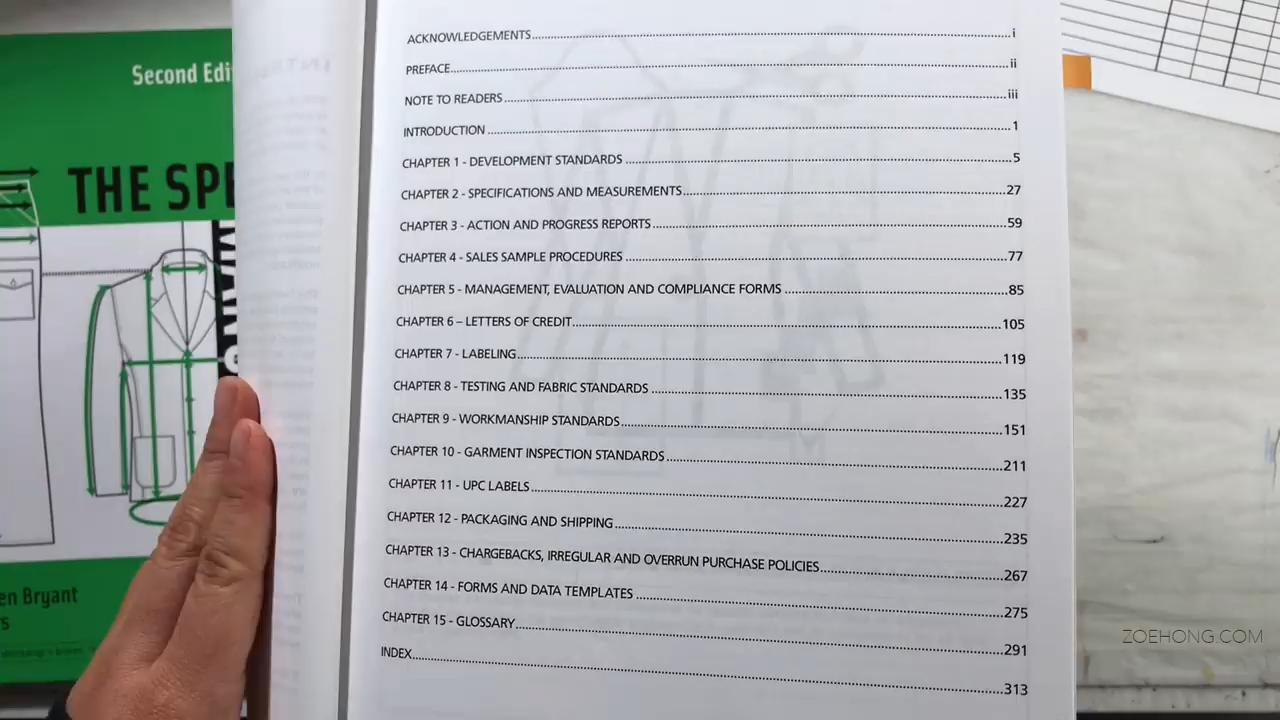 Second Edi
THE SPE
en Bryant
ACKNOWLEDGEMENTS....................i
PREFACE....................ii
NOTE TO READERS....................iii
INTRODUCTION....................1
CHAPTER 1 - DEVELOPMENT STANDARDS....................5
CHAPTER 2 - SPECIFICATIONS AND MEASUREMENTS....................27
CHAPTER 3 - ACTION AND PROGRESS REPORTS....................59
CHAPTER 4 - SALES SAMPLE PROCEDURES....................77
CHAPTER 5 - MANAGEMENT, EVALUATION AND COMPLIANCE FORMS....................85
CHAPTER 6 – LETTERS OF CREDIT....................105
CHAPTER 7 - LABELING....................119
CHAPTER 8 - TESTING AND FABRIC STANDARDS....................135
CHAPTER 9 - WORKMANSHIP STANDARDS....................151
CHAPTER 10 - GARMENT INSPECTION STANDARDS....................211
CHAPTER 11 - UPC LABELS....................227
CHAPTER 12 - PACKAGING AND SHIPPING....................235
CHAPTER 13 - CHARGEBACKS, IRREGULAR AND OVERRUN PURCHASE POLICIES....................267
CHAPTER 14 - FORMS AND DATA TEMPLATES....................275
CHAPTER 15 - GLOSSARY....................291
INDEX....................313
ZOEHONG.COM